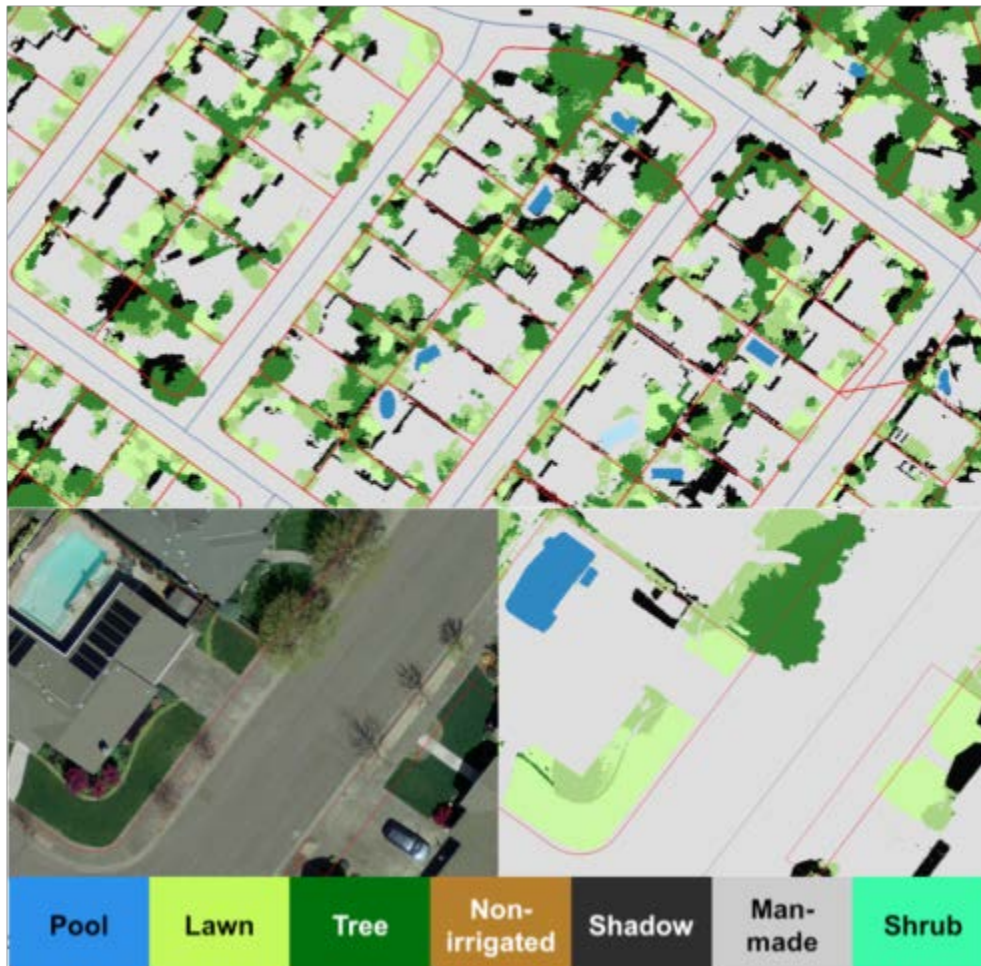 Pool
Lawn
Tree
Non-
irrigated
Shadow
Man-
made
Shrub